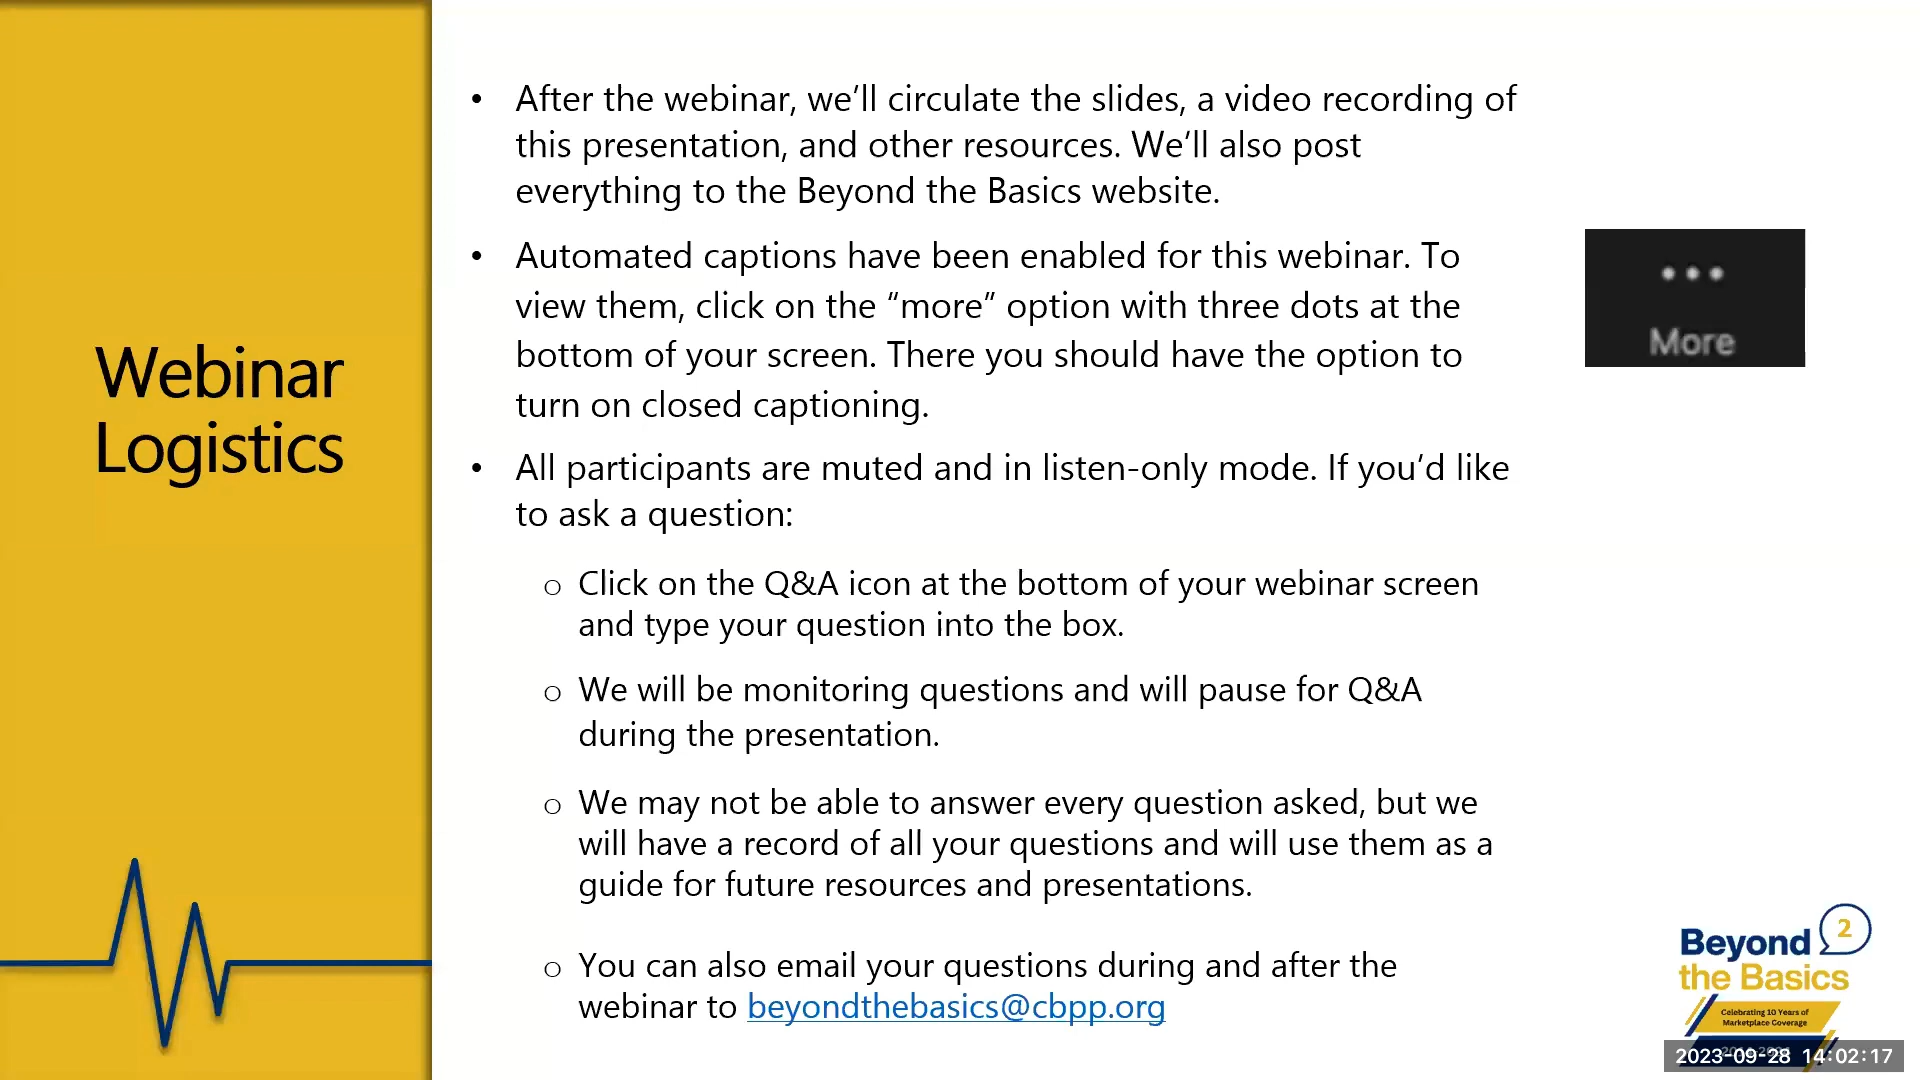 Webinar
Logistics
• After the webinar, we’ll circulate the slides, a video recording of
this presentation, and other resources. We’ll also post
everything to the Beyond the Basics website.
• Automated captions have been enabled for this webinar. To
view them, click on the “more” option with three dots at the
bottom of your screen. There you should have the option to
turn on closed captioning.
• All participants are muted and in listen-only mode. If you’d like
to ask a question:
o Click on the Q&A icon at the bottom of your webinar screen
and type your question into the box.
o We will be monitoring questions and will pause for Q&A
during the presentation.
o We may not be able to answer every question asked, but we
will have a record of all your questions and will use them as a
guide for future resources and presentations.
o You can also email your questions during and after the
webinar to beyondthebasics@cbpp.org
More
Beyond 2
the Basics
Celebrating 10 Years of
Marketplace Coverage
2023-09-28 14:02:17